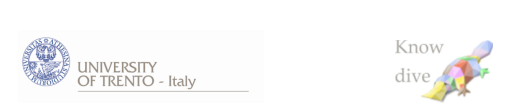 UNIVERSITY
OF TRENTO - Italy
Know
dive